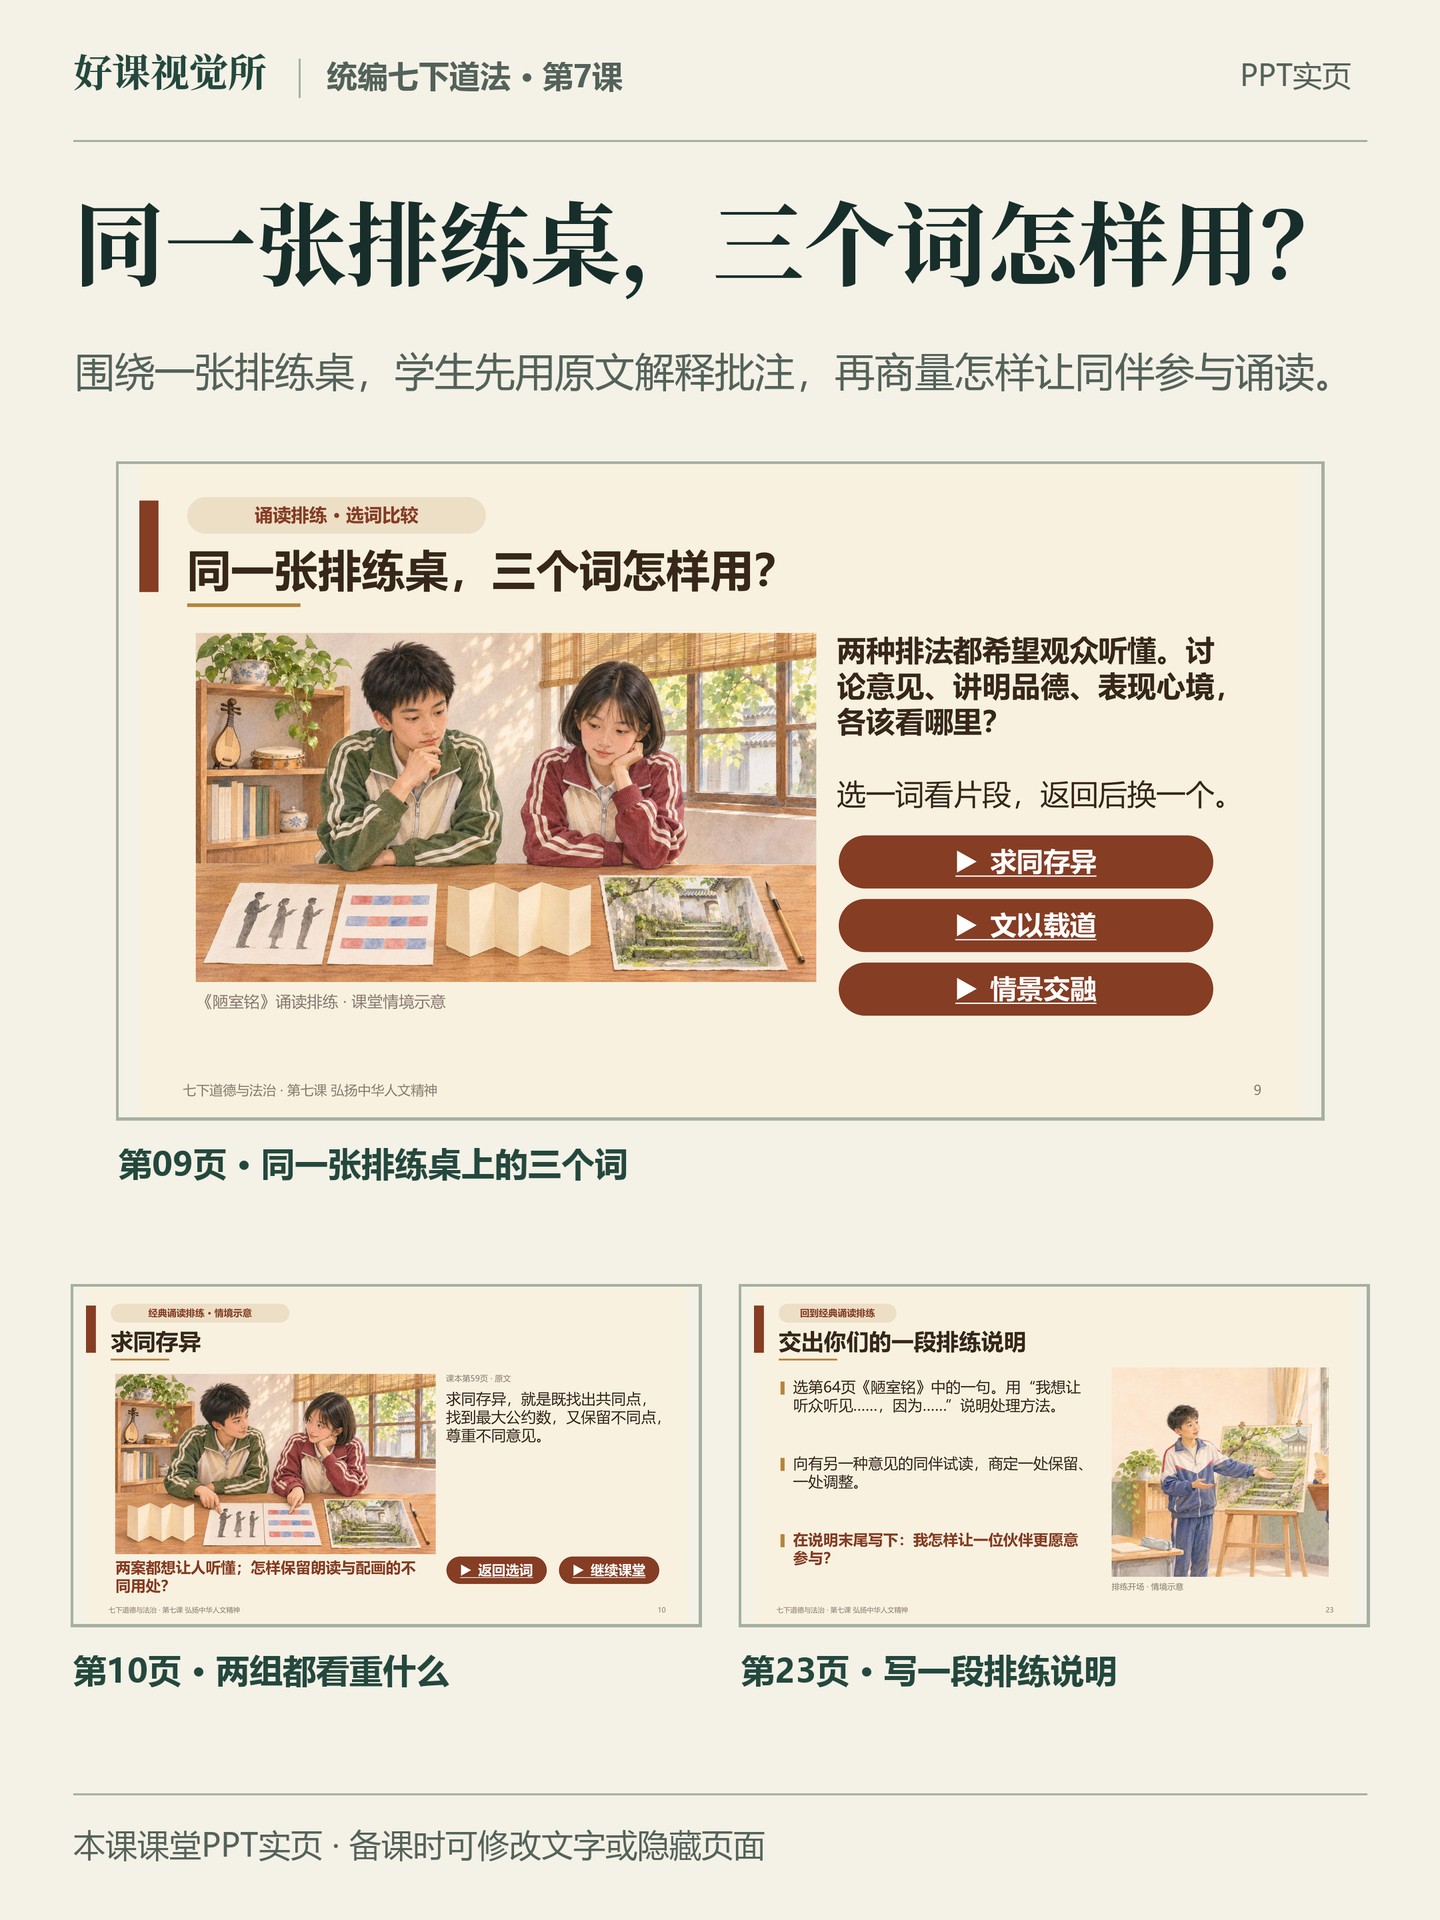 好课视觉所
统编七下道法·第7课
PPT实页
同一张排练桌，三个词怎样用？
围绕一张排练桌，学生先用原文解释批注，再商量怎样让同伴参与诵读。
诵读排练·选词比较
同一张排练桌，三个词怎样用？
两种排法都希望观众听懂。讨
论意见、讲明品德、表现心境，
各该看哪里？
选一词看片段，返回后换一个。
▶ 求同存异
▶ 文以载道
▶ 情景交融
《陋室铭》诵读排练·课堂情境示意
七下道德与法治·第七课 弘扬中华人文精神
9
第09页·同一张排练桌上的三个词
经典诵读排练·情境示意
求同存异
课本第59页·原文
求同存异，就是既找出共同点，
找到最大公约数，又保留不同点，
尊重不同意见。
两案都想让人听懂；怎样保留朗读与配画的不
同用处？
▶ 返回选词
▶ 继续课堂
七下道德与法治·第七课 弘扬中华人文精神
10
第10页·两组都看重什么
回到经典诵读排练
交出你们的一段排练说明
选第64页《陋室铭》中的一句。用“我想让
听众听见……，因为……”说明处理方法。
向有另一种意见的同伴试读，商定一处保留、
一处调整。
在说明末尾写下：我怎样让一位伙伴更愿意
参与？
排练开场·情境示意
七下道德与法治·第七课 弘扬中华人文精神
23
第23页·写一段排练说明
本课课堂PPT实页·备课时可修改文字或隐藏页面